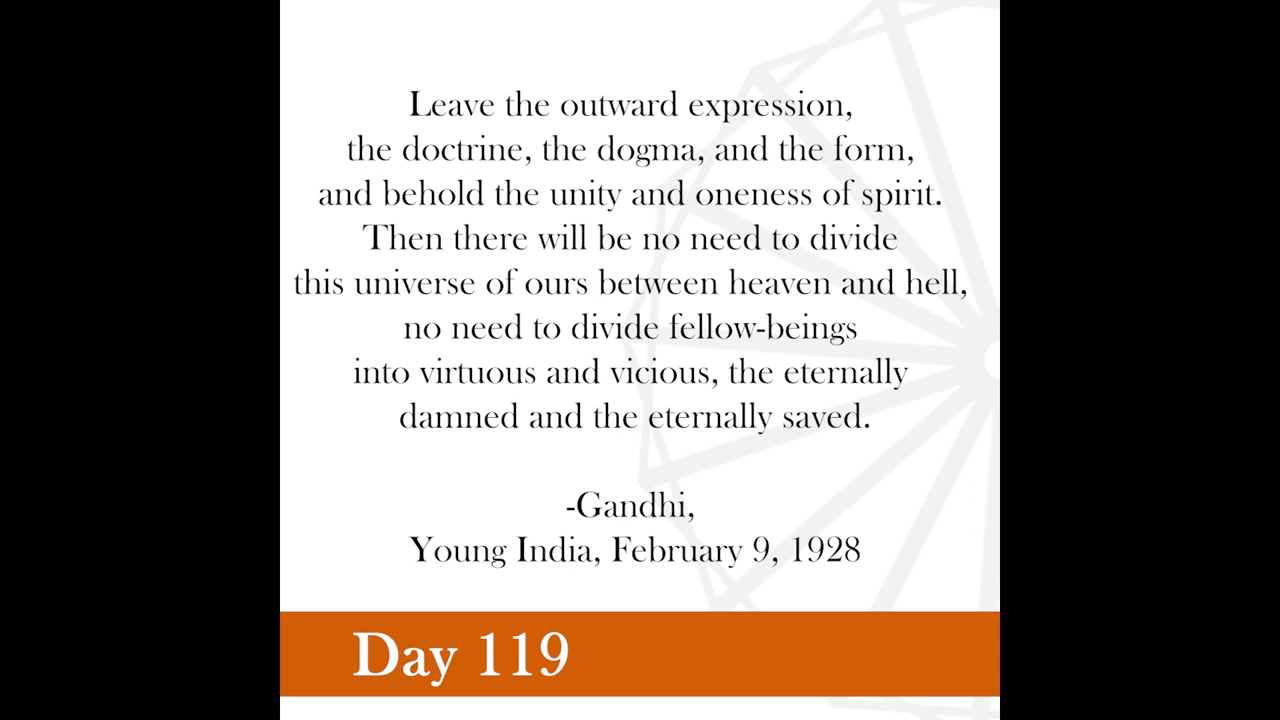 Leave the outward expression,
the doctrine, the dogma, and the form,
and behold the unity and oneness of spirit.
Then there will be no need to divide
this universe of ours between heaven and hell,
no need to divide fellow-beings
into virtuous and vicious, the eternally
damned and the eternally saved.
-Gandhi,
Young India, February 9, 1928
Day 119